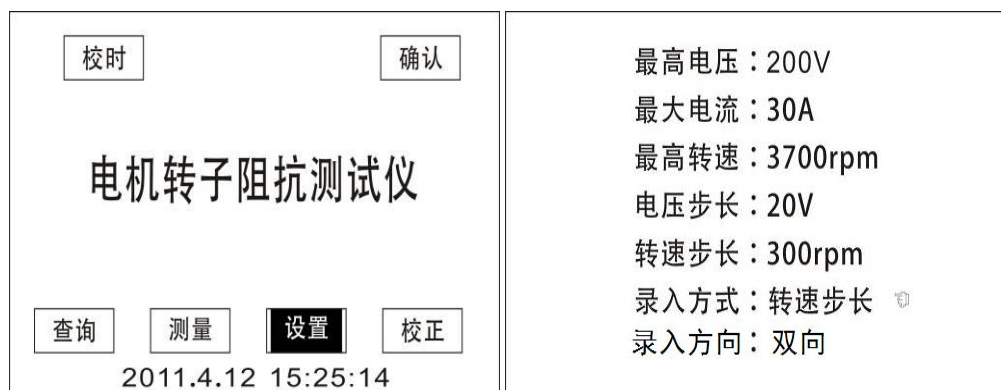 校时
确认
电机转子阻抗测试仪
查询
测量
设置
校正
2011.4.12 15:25:14
最高电压：200V
最大电流：30A
最高转速：3700rpm
电压步长：20V
转速步长：300rpm
录入方式：转速步长
录入方向：双向